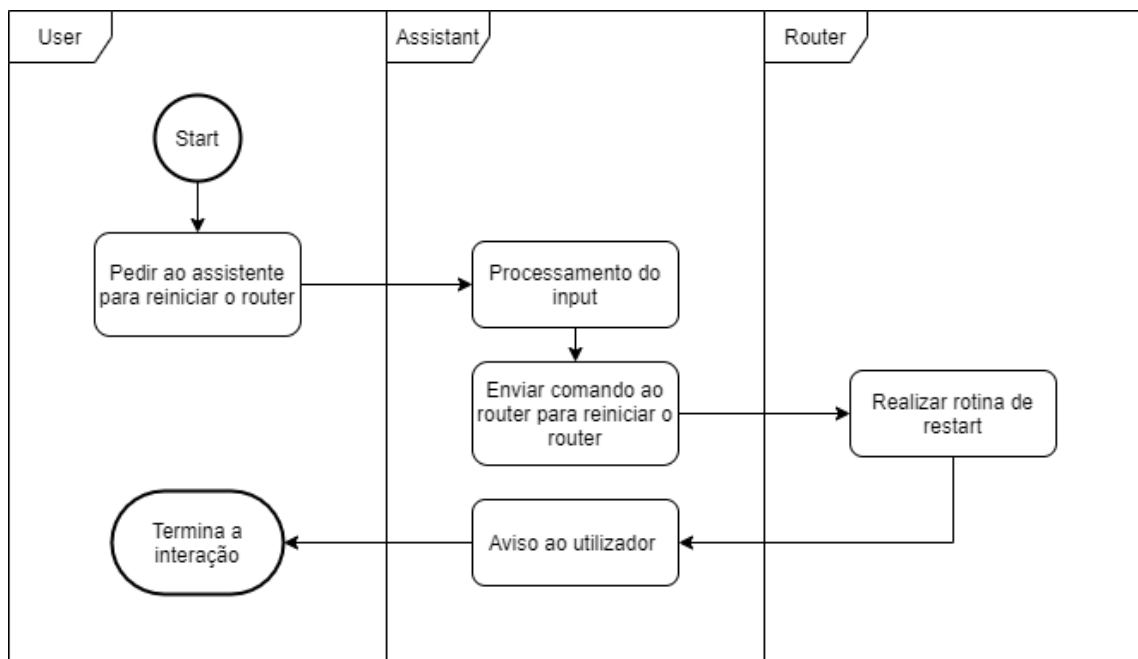 User
Assistant
Router
Start
Pedir ao assistente
para reiniciar o router
Processamento do
input
Enviar comando ao
router para reiniciar o
router
Realizar rotina de
restart
Termina a
interação
Aviso ao utilizador